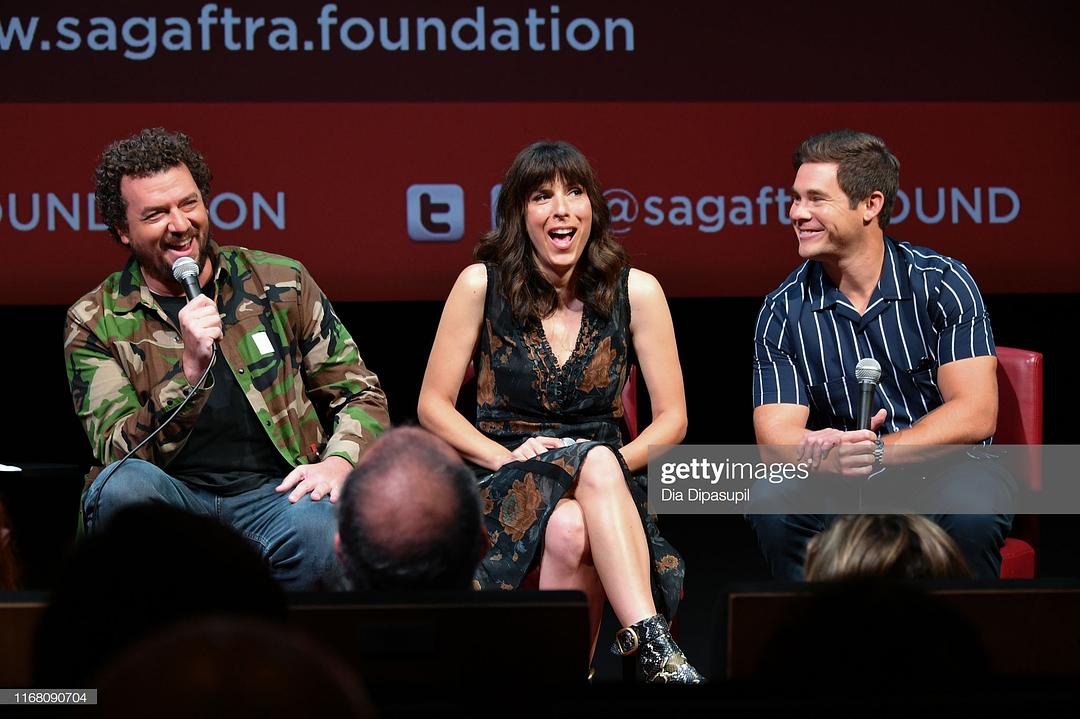 w.sagaftra.foundation
OUND ON
@sagaft OUND
gettyimages
Dia Dipasupil
1168090704